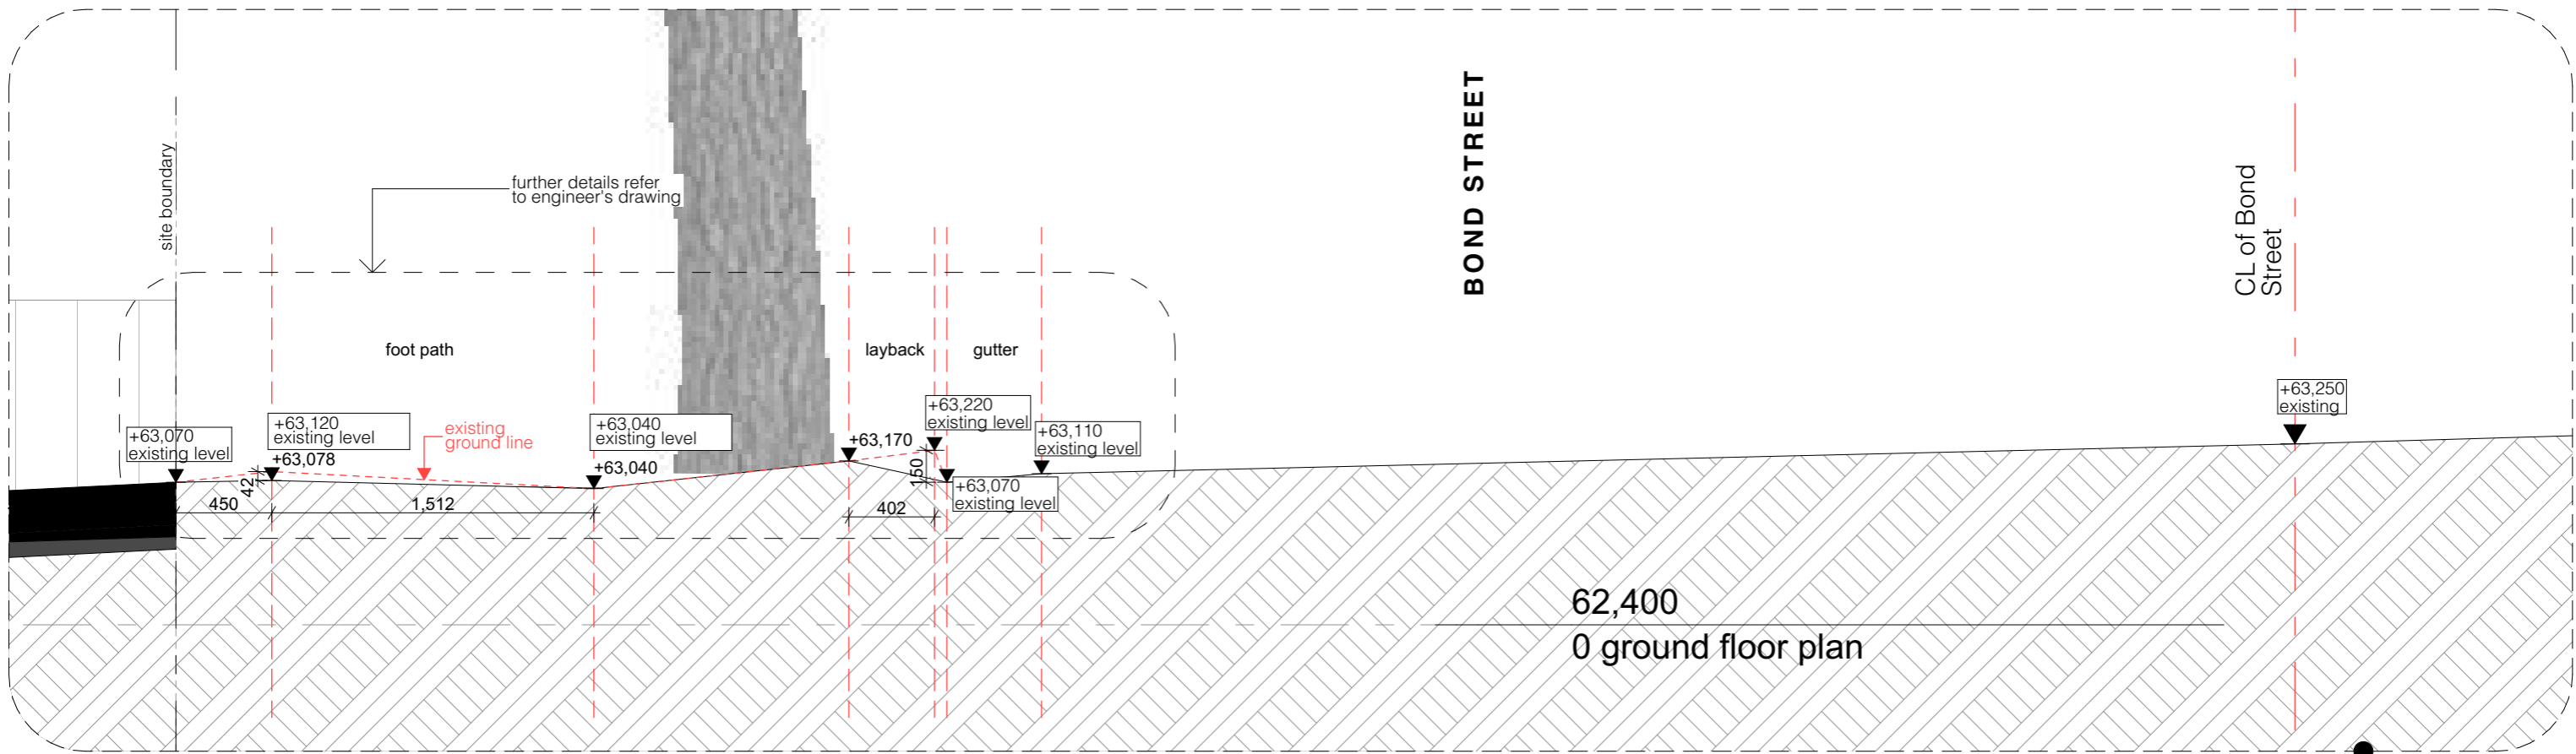 site boundary
further details refer
to engineer's drawing
BOND STREET
CL of Bond
Street
foot path
layback
gutter
+63,070
existing level
+63,120
existing level
+63,078
existing
ground line
+63,040
existing level
+63,040
+63,170
+63,220
existing level
+63,110
existing level
+63,070
existing level
+63,250
existing
42
150
450
1,512
402
62,400
0 ground floor plan